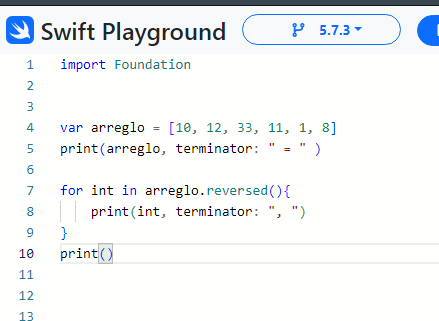 Swift Playground 5.7.3
1 import Foundation
2
3
4 var arreglo = [10, 12, 33, 11, 1, 8]
5 print(arreglo, terminator: " = " )
6
7 for int in arreglo.reversed(){
8     print(int, terminator: ", ")
9 }
10 print()
11
12
13